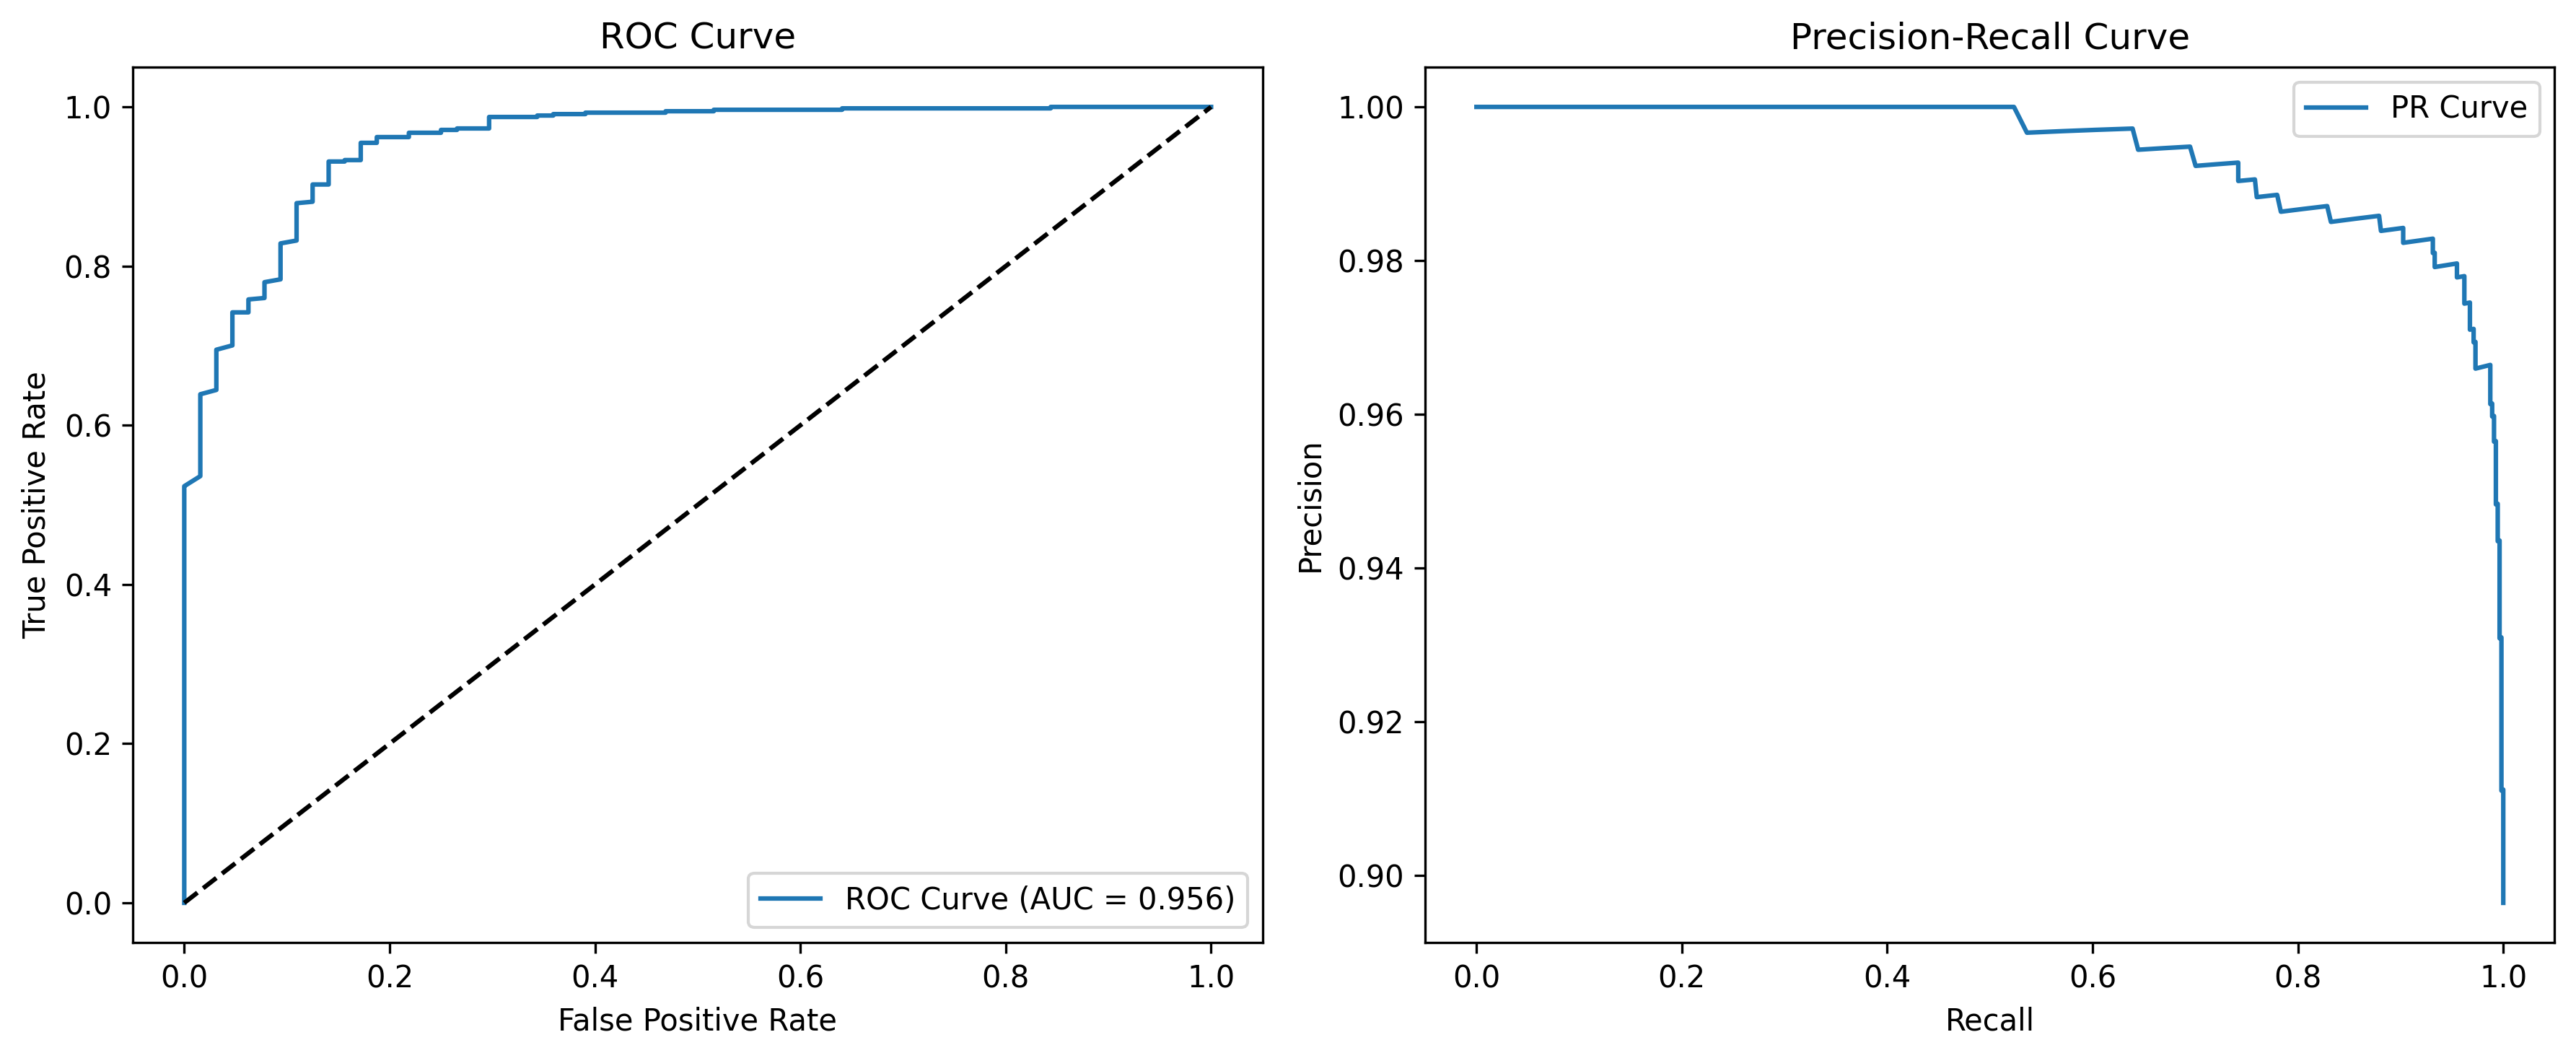 ROC Curve
True Positive Rate
1.0
0.8
0.6
0.4
0.2
0.0
ROC Curve (AUC = 0.956)
0.0 0.2 0.4 0.6 0.8 1.0
False Positive Rate
Precision-Recall Curve
Precision
PR Curve
1.00
0.98
0.96
0.94
0.92
0.90
0.0 0.2 0.4 0.6 0.8 1.0
Recall